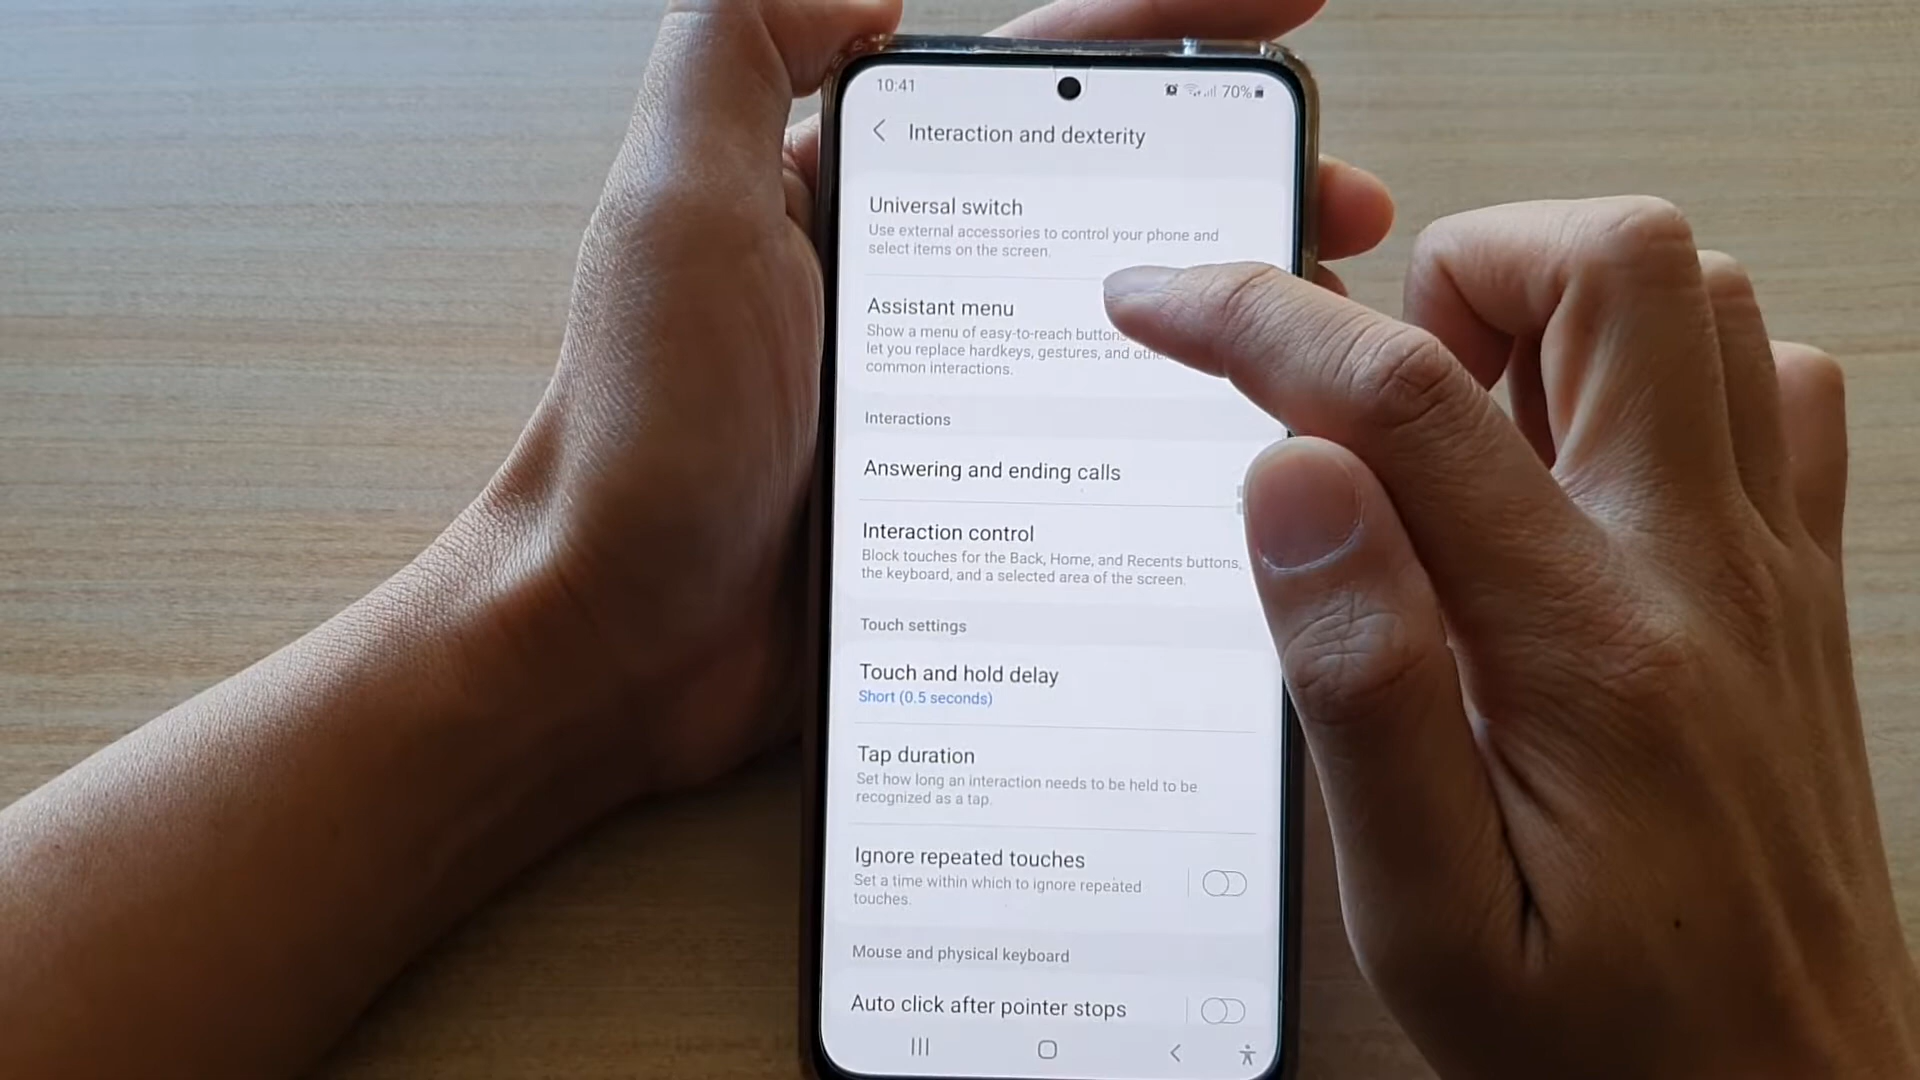 10:41
70%
Interaction and dexterity
Universal switch
Use external accessories to control your phone and
select items on the screen.
Assistant menu
Show a menu of easy-to-reach buttons
let you replace hardkeys, gestures, and
common interactions.
Interactions
Answering and ending calls
Interaction control
Block touches for the Back, Home, and Recents buttons,
the keyboard, and a selected area of the screen.
Touch settings
Touch and hold delay
Short (0.5 seconds)
Tap duration
Set how long an interaction needs to be held to be
recognized as a tap.
Ignore repeated touches
Set a time within which to ignore repeated
touches.
Mouse and physical keyboard
Auto click after pointer stops